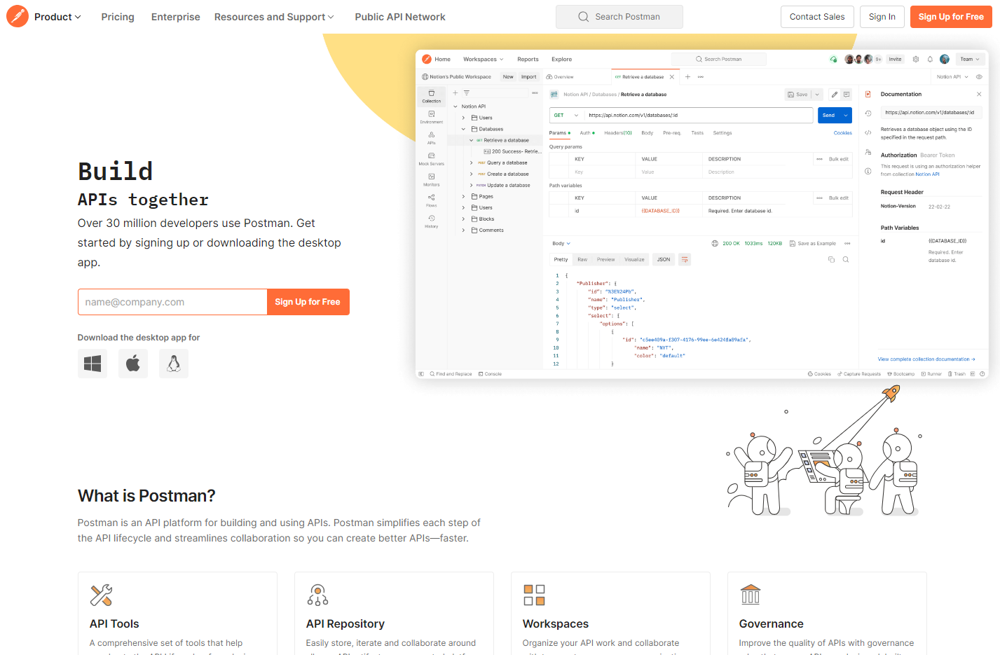 Product
Pricing
Enterprise
Resources and Support
Public API Network
Search Postman
Contact Sales
Sign In
Sign Up for Free
Build
APIs together
Over 30 million developers use Postman. Get
started by signing up or downloading the desktop
app.
name@company.com
Sign Up for Free
Download the desktop app for
Home
Workspaces
Reports
Explore
Search Postman
9+
Invite
Team
Notion's Public Workspace
New
Import
Overview
GET Retrieve a database
Notion API
Collection
Environment
APIs
Mock Servers
Monitors
Flows
History
Notion API
Users
Databases
GET Retrieve a database
200 Success- Retrie...
POST Query a database
POST Create a database
PATCH Update a database
Pages
Users
Blocks
Comments
Notion API / Databases / Retrieve a database
Save
GET
https://api.notion.com/v1/databases/:id
Send
Params
Auth
Headers(10)
Body
Pre-req.
Tests
Settings
Cookies
Query params
KEY VALUE DESCRIPTION
Bulk edit
Key Value Description
Path variables
KEY VALUE DESCRIPTION
Bulk edit
id {{DATABASE_ID}} Required. Enter database id.
Body
200 OK 1033ms 120KB
Save as Example
Pretty Raw Preview Visualize JSON
1 {
2 "Publisher": {
3 "id": "%3E%24Pb",
4 "name": "Publisher",
5 "type": "select",
6 "select": {
7 "options": [
8 {
9 "id": "c5ee409a-f307-4176-99ee-6e424fa89afa",
10 "name": "NYT",
11 "color": "default"
12 }
Documentation
https://api.notion.com/v1/databases/:id
Retrieves a database object using the ID
specified in the request path.
Authorization Bearer Token
This request is using an authorization helper
from collection Notion API
Request Header
Notion-Version 22-02-22
Path Variables
id {{DATABASE_ID}}
Required. Enter
database id.
View complete collection documentation →
Find and Replace
Console
Cookies
Capture Requests
Bootcamp
Runner
Trash
What is Postman?
Postman is an API platform for building and using APIs. Postman simplifies each step of
the API lifecycle and streamlines collaboration so you can create better APIs—faster.
API Tools
A comprehensive set of tools that help
API Repository
Easily store, iterate and collaborate around
Workspaces
Organize your API work and collaborate
Governance
Improve the quality of APIs with governance